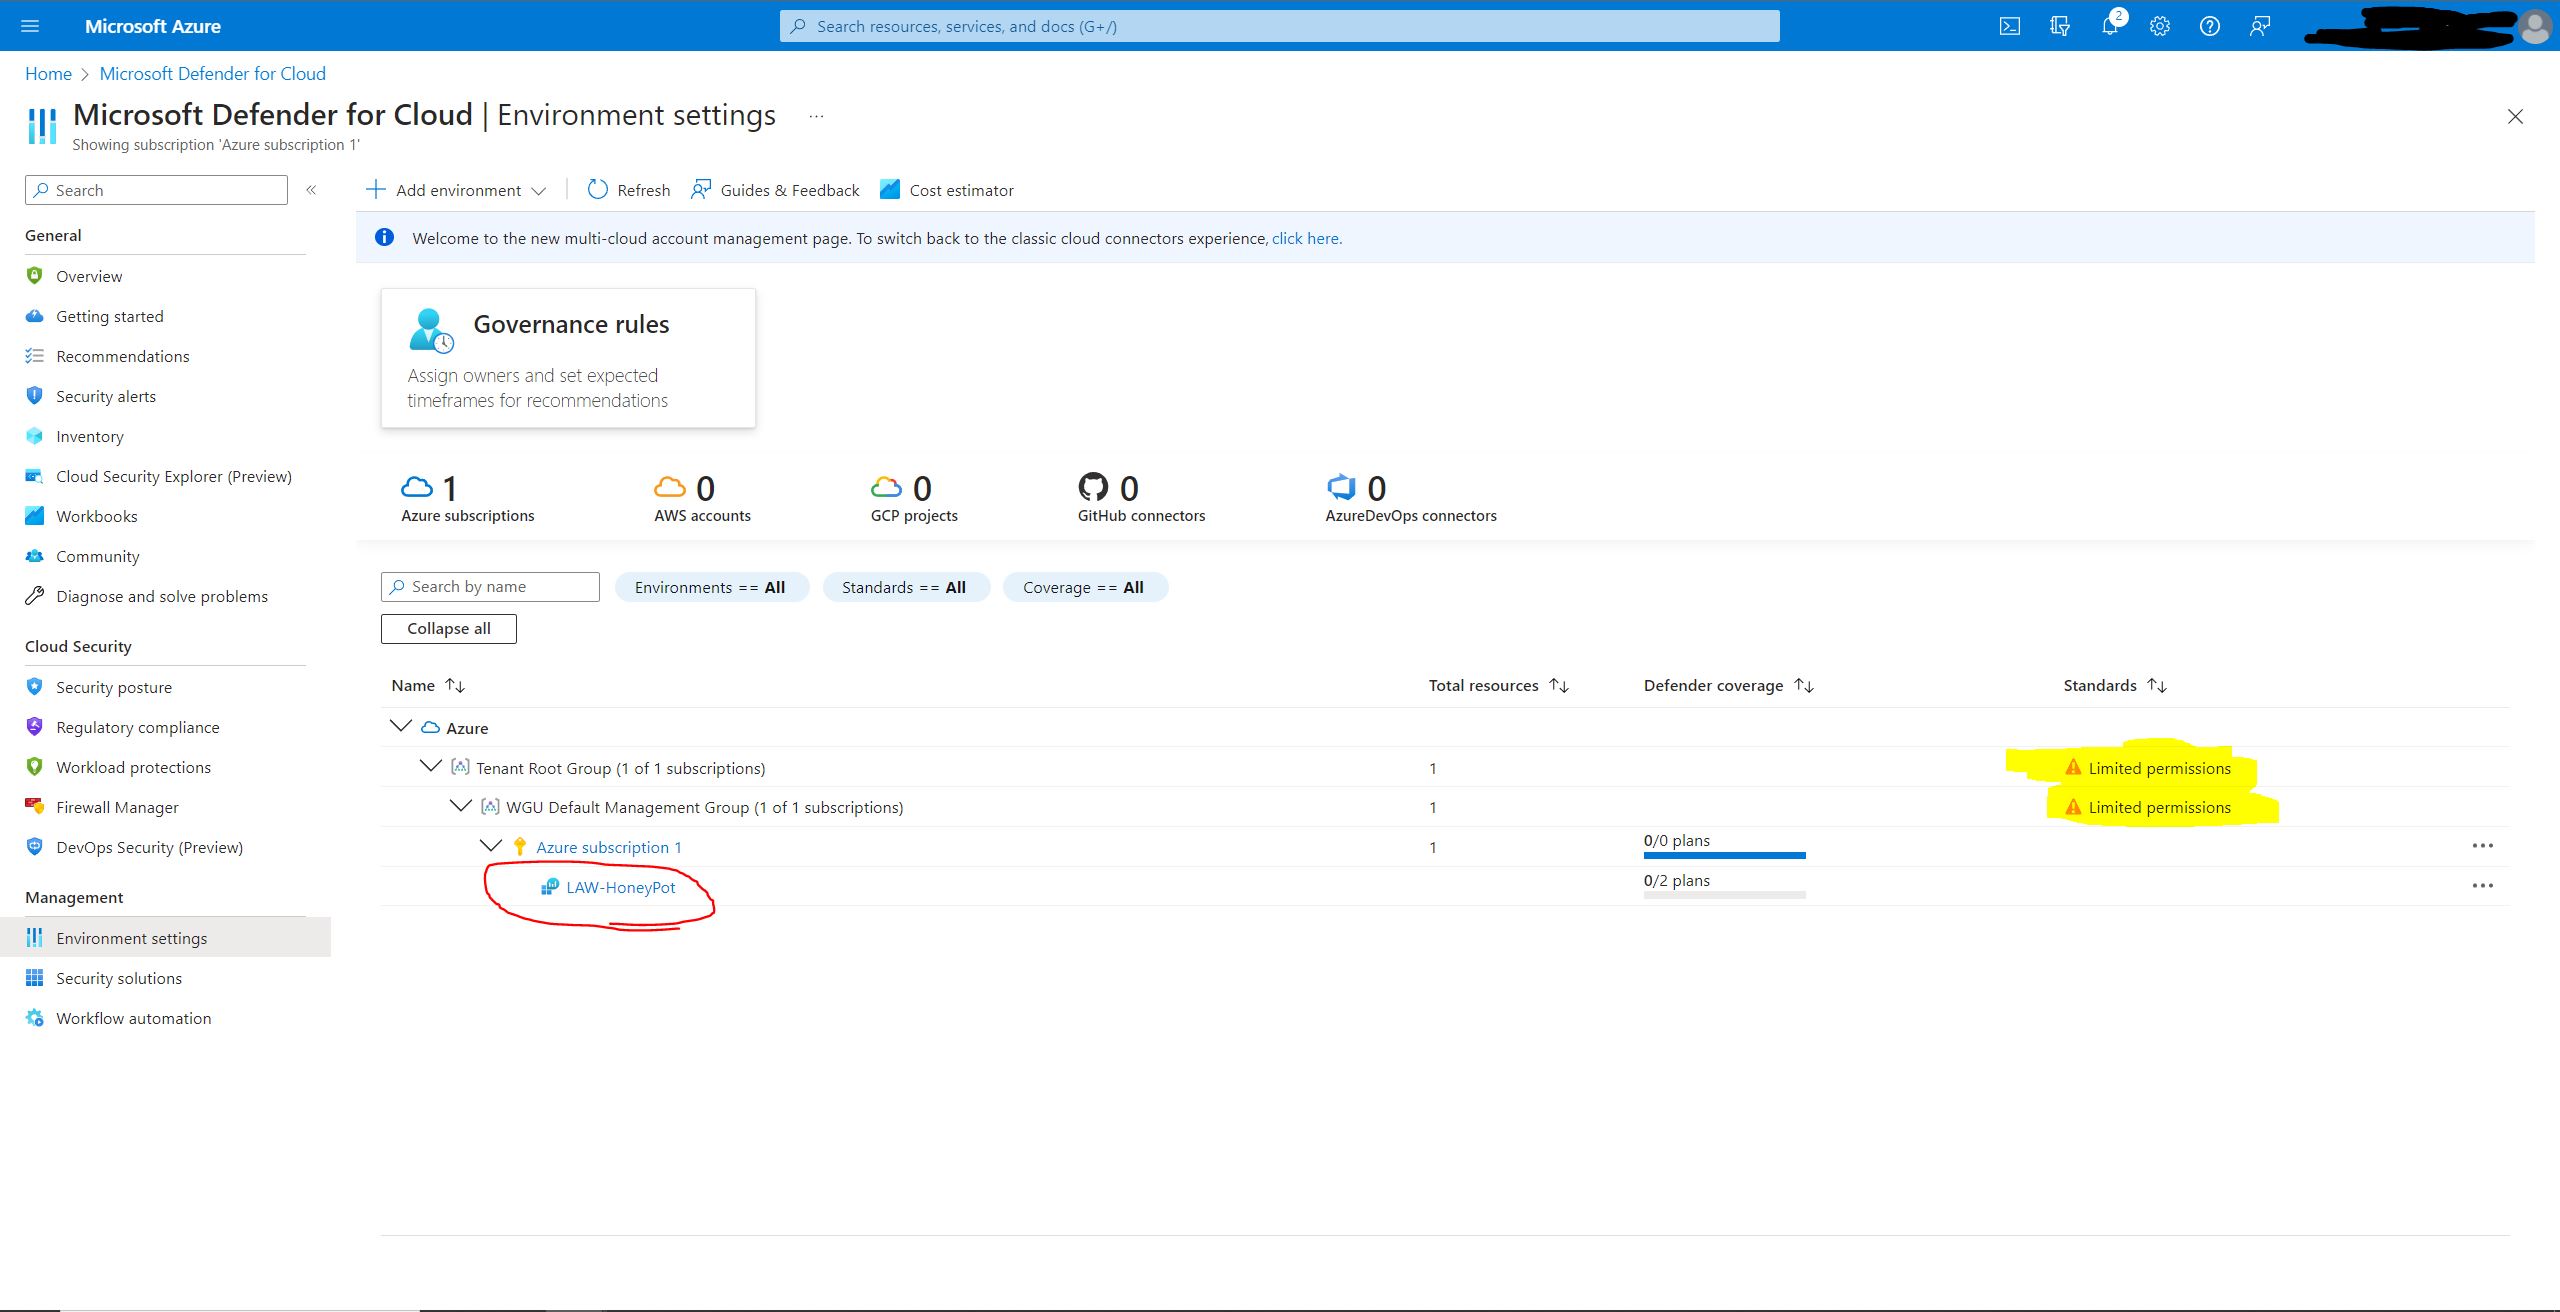 Microsoft Azure
Search resources, services, and docs (G+/)
2
Home > Microsoft Defender for Cloud
Microsoft Defender for Cloud | Environment settings ...
Showing subscription 'Azure subscription 1'
Search
«
General
Overview
Getting started
Recommendations
Security alerts
Inventory
Cloud Security Explorer (Preview)
Workbooks
Community
Diagnose and solve problems
Cloud Security
Security posture
Regulatory compliance
Workload protections
Firewall Manager
DevOps Security (Preview)
Management
Environment settings
Security solutions
Workflow automation
+ Add environment Refresh Guides & Feedback Cost estimator
Welcome to the new multi-cloud account management page. To switch back to the classic cloud connectors experience, click here.
Governance rules
Assign owners and set expected
timeframes for recommendations
1 0 0 0 0
Azure subscriptions AWS accounts GCP projects GitHub connectors AzureDevOps connectors
Search by name Environments == All Standards == All Coverage == All
Collapse all
Name ↑↓ Total resources ↑↓ Defender coverage ↑↓ Standards ↑↓
Azure
Tenant Root Group (1 of 1 subscriptions) 1 Limited permissions
WGU Default Management Group (1 of 1 subscriptions) 1 Limited permissions
Azure subscription 1 1 0/0 plans ...
LAW-HoneyPot 0/2 plans ...